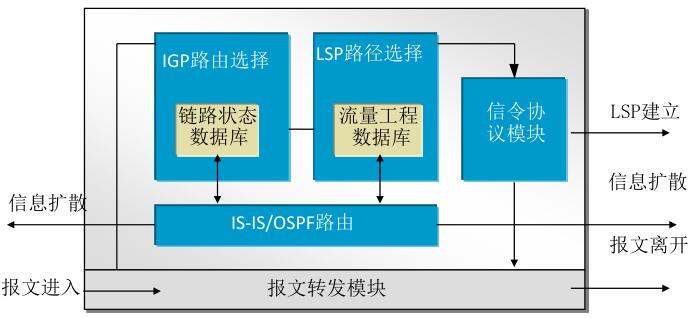 IGP路由选择
LSP路径选择
链路状态
数据库
流量工程
数据库
信令协
议模块
LSP建立
信息扩散
信息扩散
IS-IS/OSPF路由
报文离开
报文进入
报文转发模块